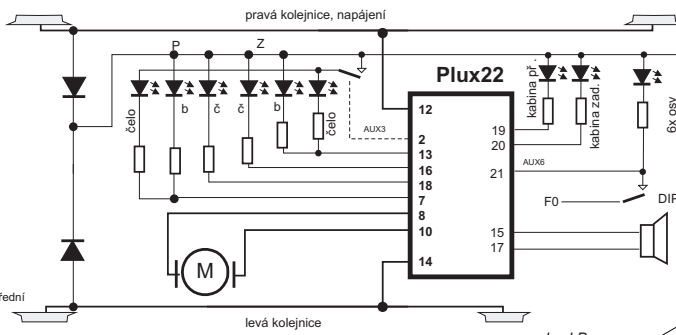 pravá kolejnice, napájení
P
Z
Plux22
čelo
b
č
č
b
čelo
AUX3
12
2
13
16
18
7
8
10
14
19
20
21
15
17
kabina př.
kabina zad.
6x osv
AUX6
F0
DIP
M
řední
levá kolejnice